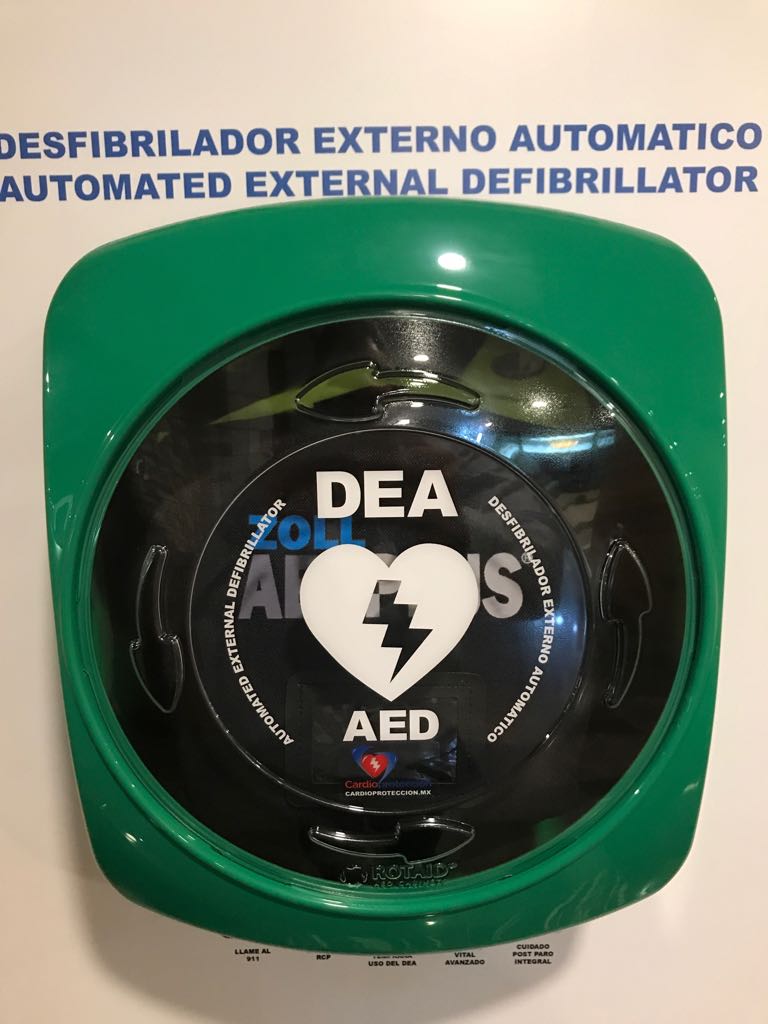 DESFIBRILADOR EXTERNO AUTOMATICO
AUTOMATED EXTERNAL DEFIBRILLATOR
DEA
AUTOMATED EXTERNAL DEFIBRILLATOR
DESFIBRILADOR EXTERNO AUTOMATICO
ZOLL
AED
Cardioprotección
CARDIOPROTECCION.MX
ROTAID
LLAME AL
911
RCP
USO DEL DEA
VITAL
AVANZADO
CUIDADO
POST PARO
INTEGRAL